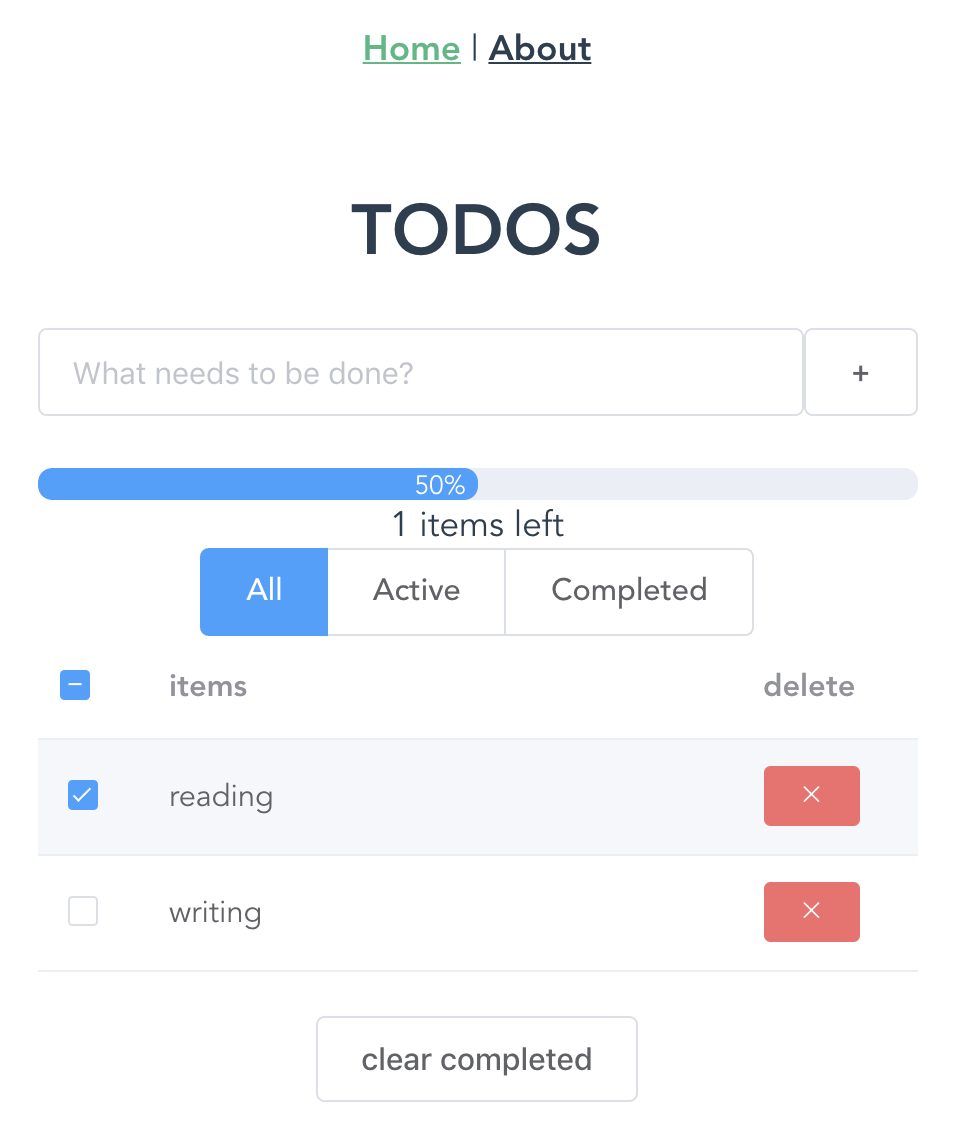 Home | About
TODOS
What needs to be done? +
50%
1 items left
All Active Completed
items delete
reading
writing
clear completed